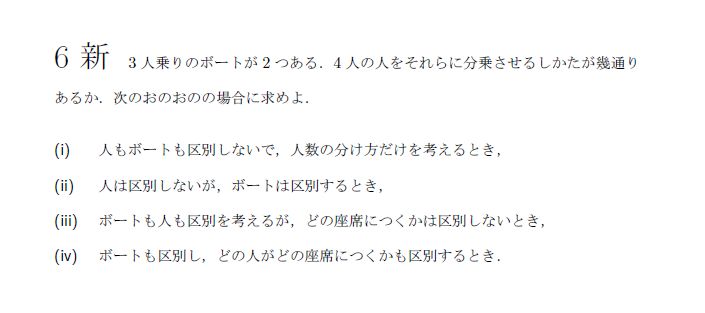 6 新 3 人乗りのボートが 2 つある．4 人の人をそれらに分乗させるしかたが幾通り
あるか．次のおのおのの場合に求めよ．
(i) 人もボートも区別しないで，人数の分け方だけを考えるとき，
(ii) 人は区別しないが，ボートは区別するとき，
(iii) ボートも人も区別を考えるが，どの座席につくかは区別しないとき，
(iv) ボートも区別し，どの人がどの座席につくかも区別するとき．